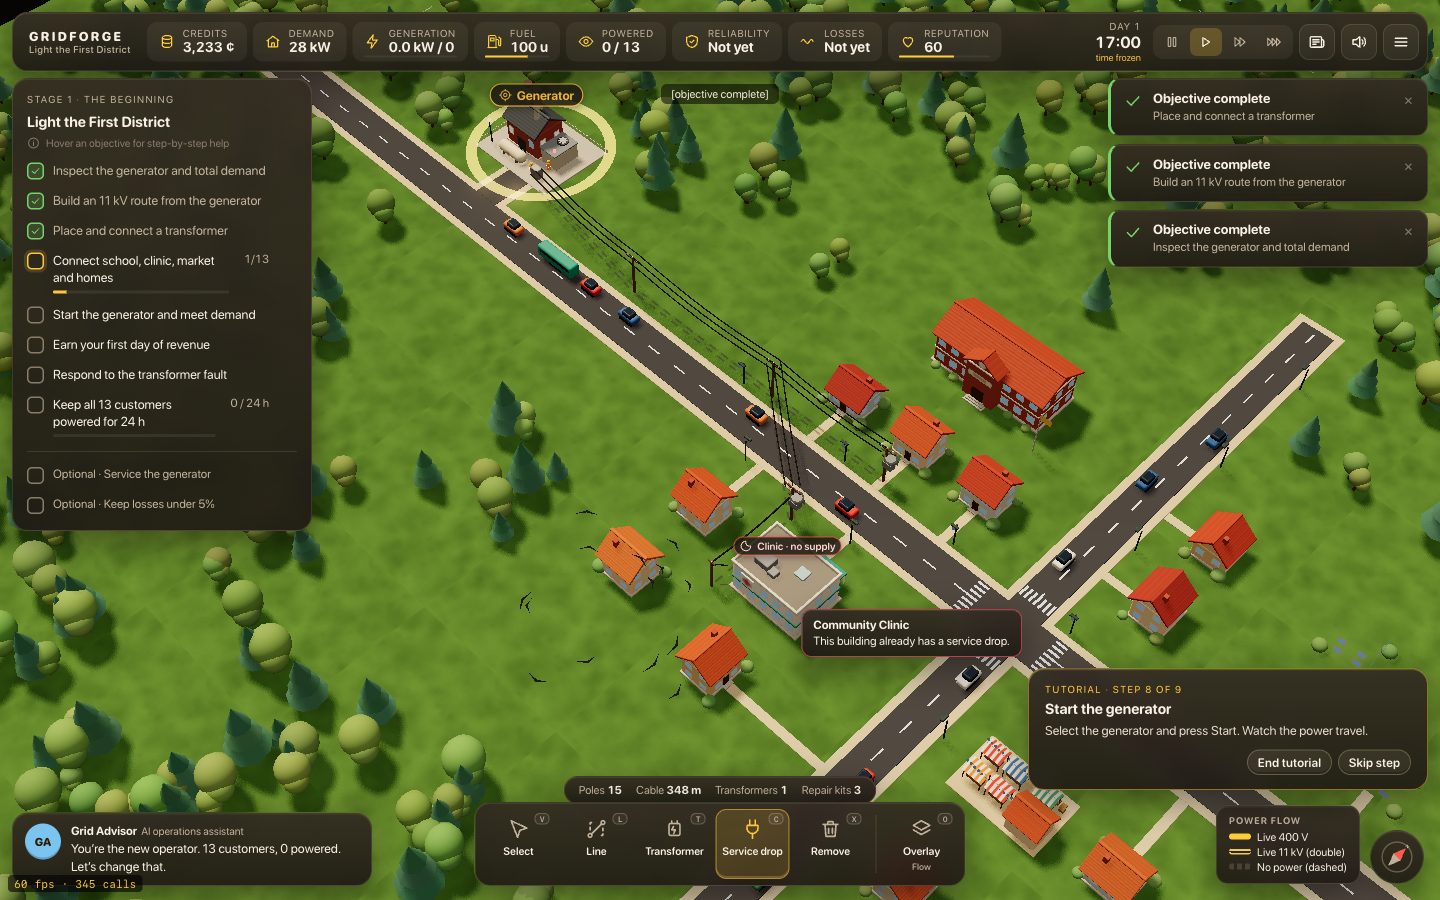 GRIDFORGE
Light the First District
CREDITS
3,233 ¢
DEMAND
28 kW
GENERATION
0.0 kW / 0
FUEL
100 u
POWERED
0 / 13
RELIABILITY
Not yet
LOSSES
Not yet
REPUTATION
60
DAY 1
17:00
time frozen
STAGE 1 · THE BEGINNING
Light the First District
Hover an objective for step-by-step help
Inspect the generator and total demand
Build an 11 kV route from the generator
Place and connect a transformer
Connect school, clinic, market
and homes
1/13
Start the generator and meet demand
Earn your first day of revenue
Respond to the transformer fault
Keep all 13 customers
powered for 24 h
0 / 24 h
Optional · Service the generator
Optional · Keep losses under 5%
Generator
[objective complete]
Objective complete
Place and connect a transformer
Objective complete
Build an 11 kV route from the generator
Objective complete
Inspect the generator and total demand
Clinic · no supply
Community Clinic
This building already has a service drop.
TUTORIAL · STEP 8 OF 9
Start the generator
Select the generator and press Start. Watch the power travel.
End tutorial
Skip step
Poles 15
Cable 348 m
Transformers 1
Repair kits 3
GA
Grid Advisor AI operations assistant
You're the new operator. 13 customers, 0 powered.
Let's change that.
60 fps · 345 calls
V
Select
L
Line
T
Transformer
C
Service drop
X
Remove
O
Overlay
Flow
POWER FLOW
Live 400 V
Live 11 kV (double)
No power (dashed)